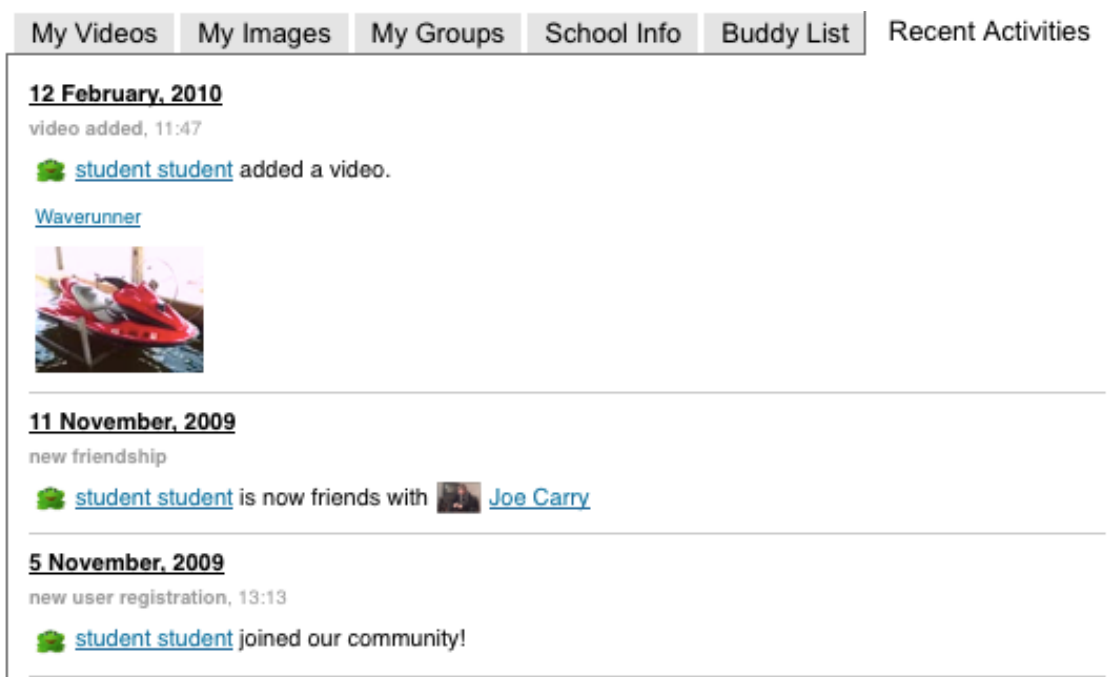 My Videos My Images My Groups School Info Buddy List Recent Activities
12 February, 2010
video added, 11:47
student student added a video.
Waverunner
11 November, 2009
new friendship
student student is now friends with Joe Carry
5 November, 2009
new user registration, 13:13
student student joined our community!